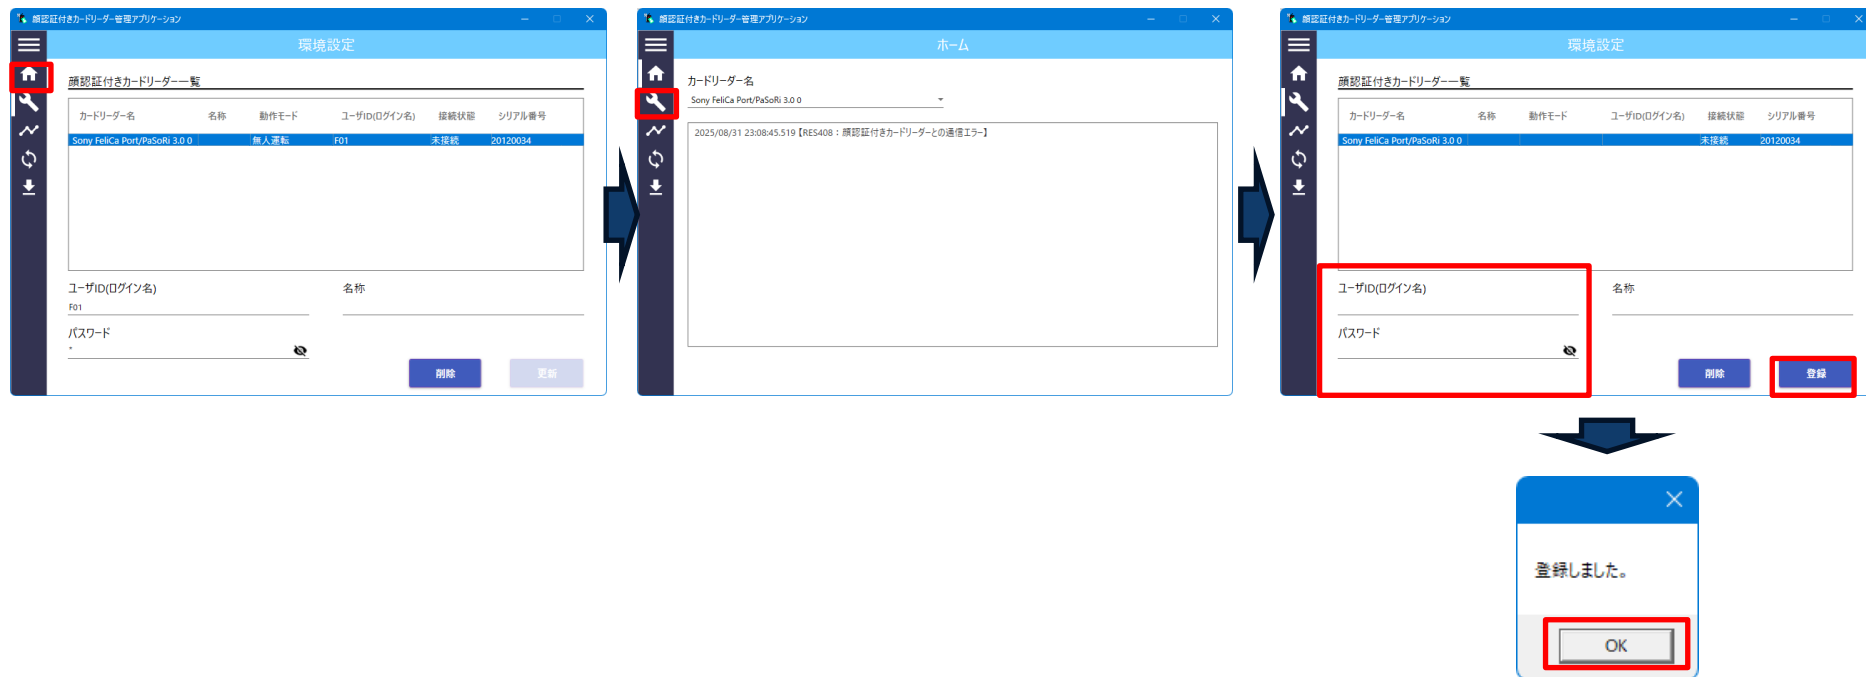 顔認証付きカードリーダー管理アプリケーション
環境設定
顔認証付きカードリーダー一覧
カードリーダー名 名称 動作モード ユーザID(ログイン名) 接続状態 シリアル番号
Sony FeliCa Port/PaSoRi 3.0 0 無人運転 F01 未接続 20120034
ユーザID(ログイン名) 名称
F01
パスワード
削除 更新
顔認証付きカードリーダー管理アプリケーション
ホーム
カードリーダー名
Sony FeliCa Port/PaSoRi 3.0 0
2025/08/31 23:08:45.519 【RES408：顔認証付きカードリーダーとの通信エラー】
顔認証付きカードリーダー管理アプリケーション
環境設定
顔認証付きカードリーダー一覧
カードリーダー名 名称 動作モード ユーザID(ログイン名) 接続状態 シリアル番号
Sony FeliCa Port/PaSoRi 3.0 0 未接続 20120034
ユーザID(ログイン名) 名称
パスワード
削除 登録
登録しました。
OK